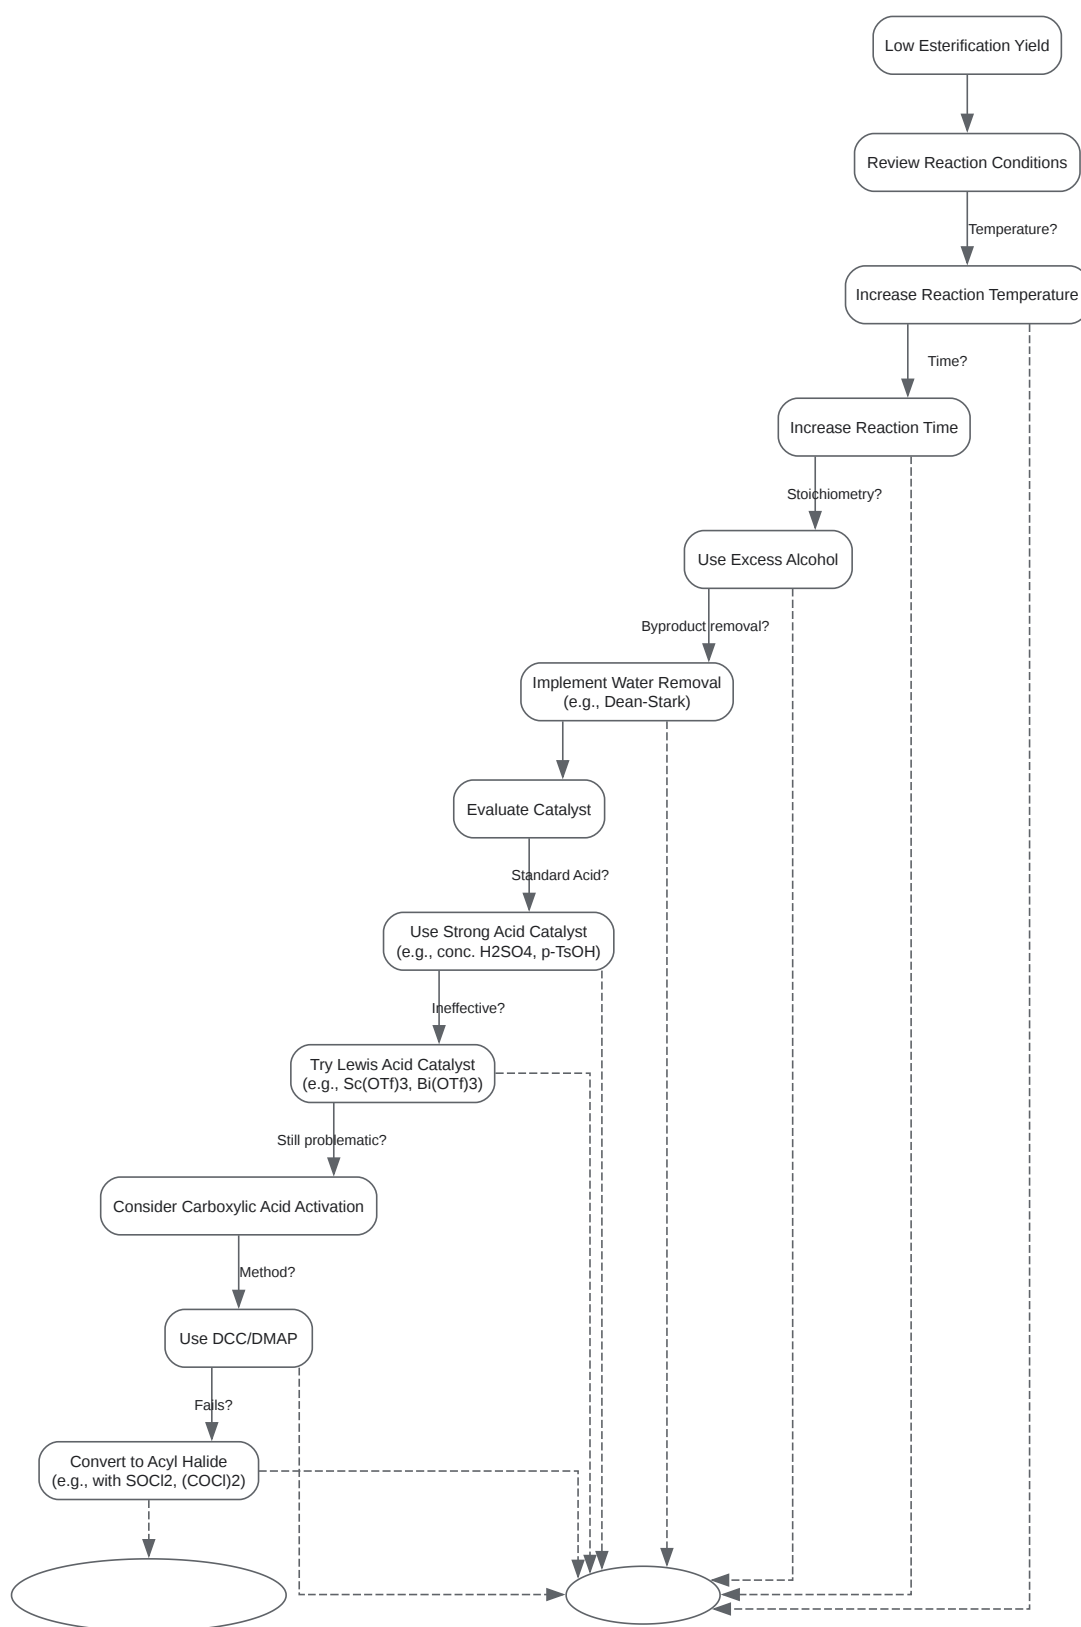 Low Esterification Yield
Review Reaction Conditions
Temperature?
Increase Reaction Temperature
Time?
Increase Reaction Time
Stoichiometry?
Use Excess Alcohol
Byproduct removal?
Implement Water Removal
(e.g., Dean-Stark)
Evaluate Catalyst
Standard Acid?
Use Strong Acid Catalyst
(e.g., conc. H2SO4, p-TsOH)
Ineffective?
Try Lewis Acid Catalyst
(e.g., Sc(OTf)3, Bi(OTf)3)
Still problematic?
Consider Carboxylic Acid Activation
Method?
Use DCC/DMAP
Fails?
Convert to Acyl Halide
(e.g., with SOCl2, (COCl)2)